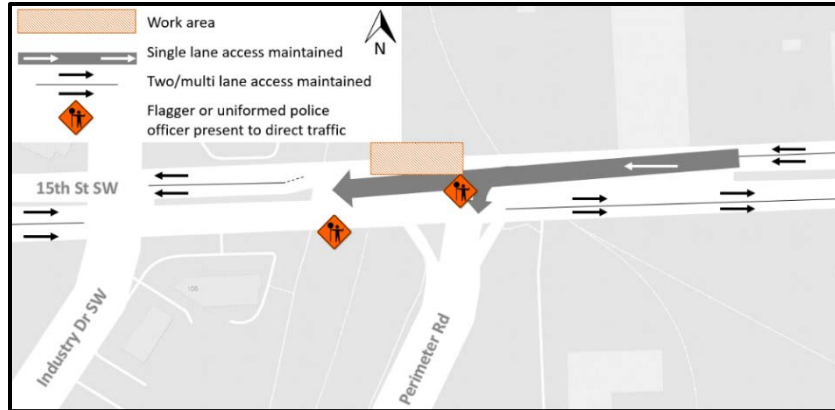 Work area
N
Single lane access maintained
Two/multi lane access maintained
Flagger or uniformed police
officer present to direct traffic
15th St SW
Industry Dr SW
Perimeter Rd